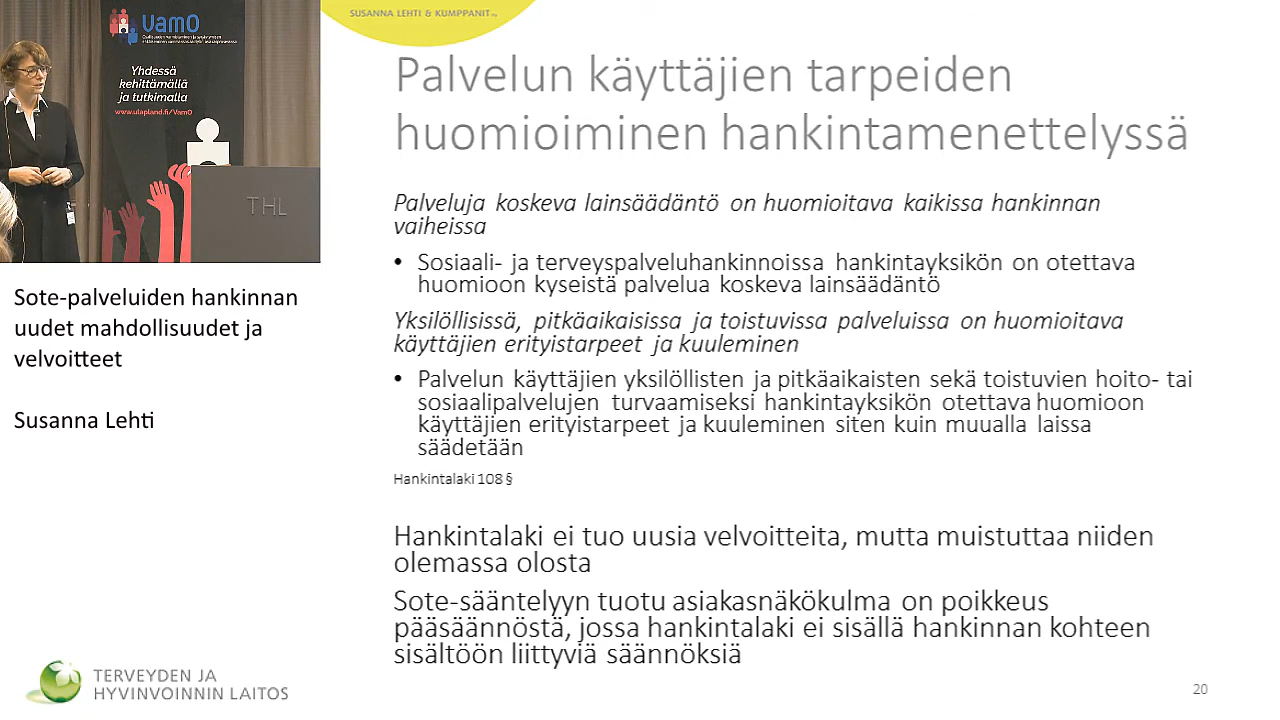 VamO
Yhdessä
kehittämällä
ja tutkimalla
www.ulapland.fi/VamO
THL
Sote-palveluiden hankinnan
uudet mahdollisuudet ja
velvoitteet
Susanna Lehti
TERVEYDEN JA
HYVINVOINNIN LAITOS
SUSANNA LEHTI & KUMPPANIT
Palvelun käyttäjien tarpeiden
huomioiminen hankintamenettelyssä
Palveluja koskeva lainsäädäntö on huomioitava kaikissa hankinnan
vaiheissa
• Sosiaali- ja terveyspalveluhankinnoissa hankintayksikön on otettava
huomioon kyseistä palvelua koskeva lainsäädäntö
Yksilöllisissä, pitkäaikaisissa ja toistuvissa palveluissa on huomioitava
käyttäjien erityistarpeet ja kuuleminen
• Palvelun käyttäjien yksilöllisten ja pitkäaikaisten sekä toistuvien hoito- tai
sosiaalipalvelujen turvaamiseksi hankintayksikön otettava huomioon
käyttäjien erityistarpeet ja kuuleminen siten kuin muualla laissa
säädetään
Hankintalaki 108 §
Hankintalaki ei tuo uusia velvoitteita, mutta muistuttaa niiden
olemassa olosta
Sote-sääntelyyn tuotu asiakasnäkökulma on poikkeus
pääsäännöstä, jossa hankintalaki ei sisällä hankinnan kohteen
sisältöön liittyviä säännöksiä
20